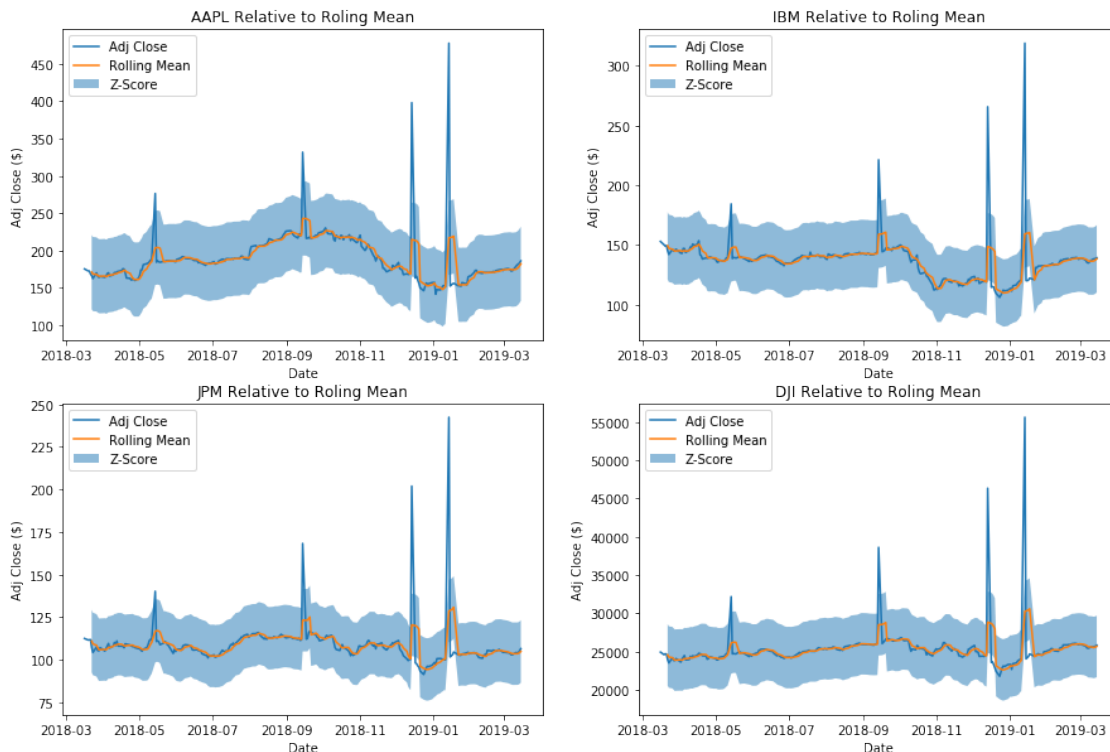 AAPL Relative to Roling Mean
Adj Close
Rolling Mean
Z-Score
Adj Close ($)
450
400
350
300
250
200
150
100
2018-03 2018-05 2018-07 2018-09 2018-11 2019-01 2019-03
Date
IBM Relative to Roling Mean
Adj Close
Rolling Mean
Z-Score
Adj Close ($)
300
250
200
150
100
2018-03 2018-05 2018-07 2018-09 2018-11 2019-01 2019-03
Date
JPM Relative to Roling Mean
Adj Close
Rolling Mean
Z-Score
Adj Close ($)
250
225
200
175
150
125
100
75
2018-03 2018-05 2018-07 2018-09 2018-11 2019-01 2019-03
Date
DJI Relative to Roling Mean
Adj Close
Rolling Mean
Z-Score
Adj Close ($)
55000
50000
45000
40000
35000
30000
25000
20000
2018-03 2018-05 2018-07 2018-09 2018-11 2019-01 2019-03
Date